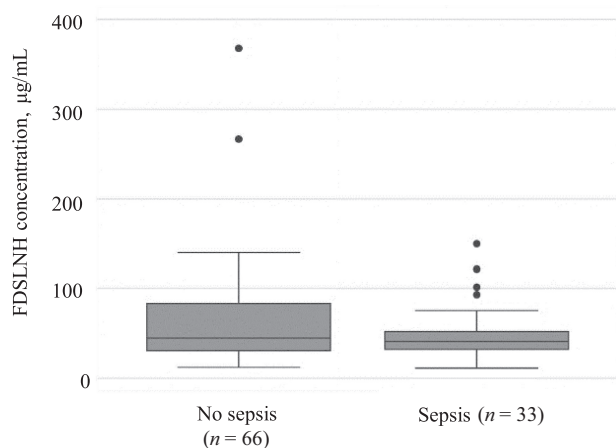 FDSLNH concentration, μg/mL
400
300
200
100
0
No sepsis
(n = 66)
Sepsis (n = 33)